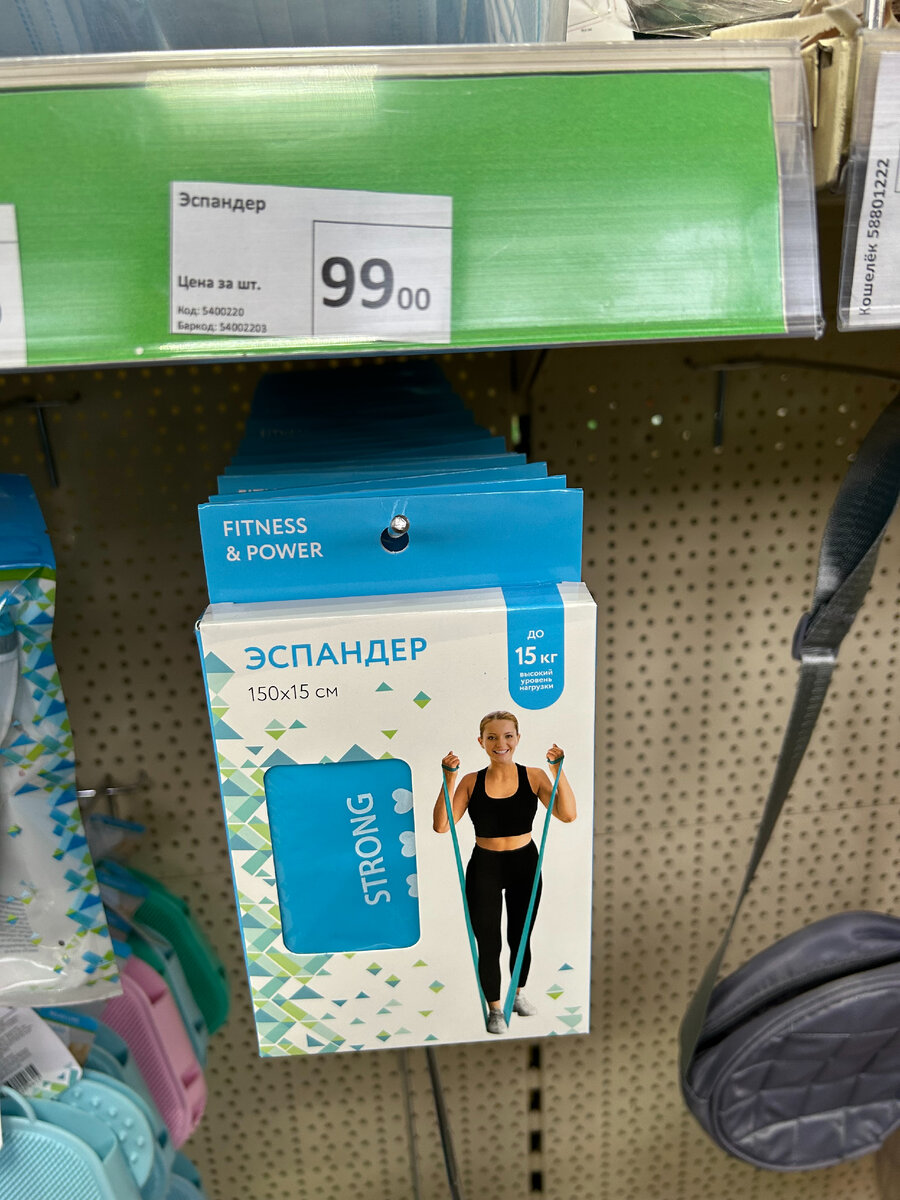 Эспандер
Цена за шт.
Код: 5400220
Баркод: 54002203
99 00
Кошелёк 58801222
FITNESS
& POWER
ЭСПАНДЕР
150х15 см
ДО
15 кг
высокий
уровень
нагрузки
STRONG